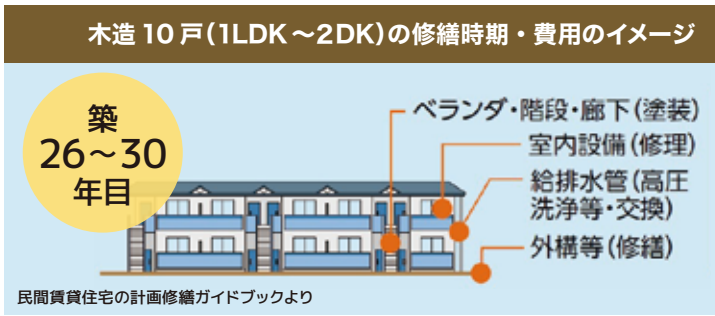 木造10戸(1LDK～2DK)の修繕時期・費用のイメージ
築
26～30
年目
ベランダ・階段・廊下(塗装)
室内設備(修理)
給排水管(高圧
洗浄等・交換)
外構等(修繕)
民間賃貸住宅の計画修繕ガイドブックより